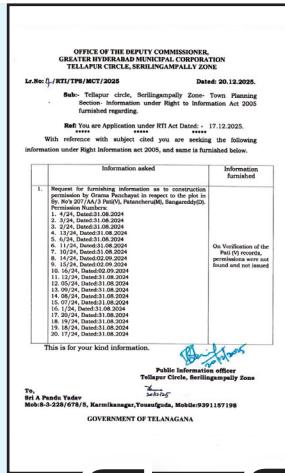 OFFICE OF THE DEPUTY COMMISSIONER,
GREATER HYDERABAD MUNICIPAL CORPORATION
TELLAPUR CIRCLE, SERILINGAMPALLY ZONE
Lr.No: /RTI/TPS/MCT/2025 Dated: 20.12.2025.
Sub:- Tellapur circle, Serilingampally Zone- Town Planning
Section- Information under Right to Information Act 2005
furnished regarding.
Ref: You are Application under RTI Act Dated: - 17.12.2025.
***** *****
With reference with subject cited you are seeking the following
information under Right Information act 2005, and same is furnished below.
Information asked
Information
furnished
1.
Request for furnishing information as to construction
permission by Grama Panchayat in respect to the plot in
Sy. No's 207/AA/3 Pati(V), Patancheru(M), Sangareddy(D).
Permission Numbers:
1. 4/24, Dated:31.08.2024
2. 3/24, Dated:31.08.2024
3. 2/24, Dated:31.08.2024
4. 13/24, Dated:31.08.2024
5. 6/24, Dated:31.08.2024
6. 11/24, Dated:31.08.2024
7. 10/24, Dated:31.08.2024
8. 14/24, Dated:02.09.2024
9. 15/24, Dated:02.09.2024
10. 16/24, Dated:02.09.2024
11. 12/24, Dated:31.08.2024
12. 05/24, Dated:31.08.2024
13. 09/24, Dated:31.08.2024
14. 08/24, Dated:31.08.2024
15. 07/24, Dated:31.08.2024
16. 1/24, Dated:31.08.2024
17. 20/24, Dated:31.08.2024
18. 19/24, Dated:31.08.2024
19. 18/24, Dated:31.08.2024
20. 17/24, Dated:31.08.2024
On Verification of the
Pati (V) records,
permissions were not
found and not issued
This is for your kind information.
20/12/2025
Public Information officer
Tellapur Circle, Serilingampally Zone
20/12/25
To,
Sri A Pandu Yadav
Mob:8-3-228/678/5, Karmikanagar,Yousufguda, Mobile:9391187198
GOVERNMENT OF TELANAGANA